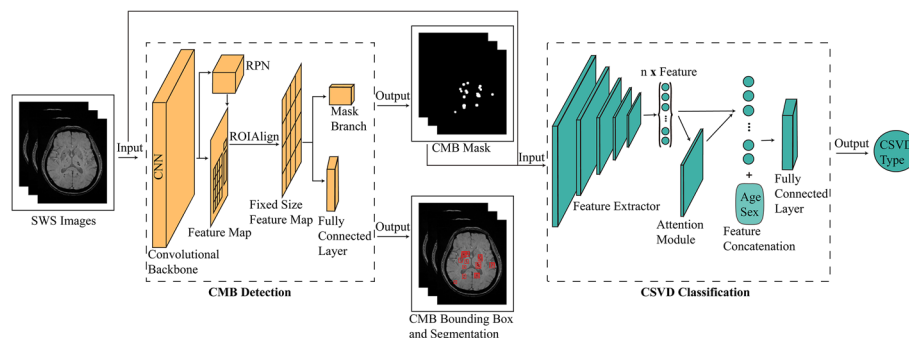 SWS Images
Input
CNN
Convolutional
Backbone
RPN
Feature Map
ROIAlign
Fixed Size
Feature Map
Mask
Branch
Fully
Connected
Layer
CMB Detection
Output
CMB Mask
Output
CMB Bounding Box
and Segmentation
Input
Feature Extractor
n x Feature
Attention
Module
+
Age
Sex
Feature
Concatenation
Fully
Connected
Layer
CSVD Classification
Output
CSVD
Type